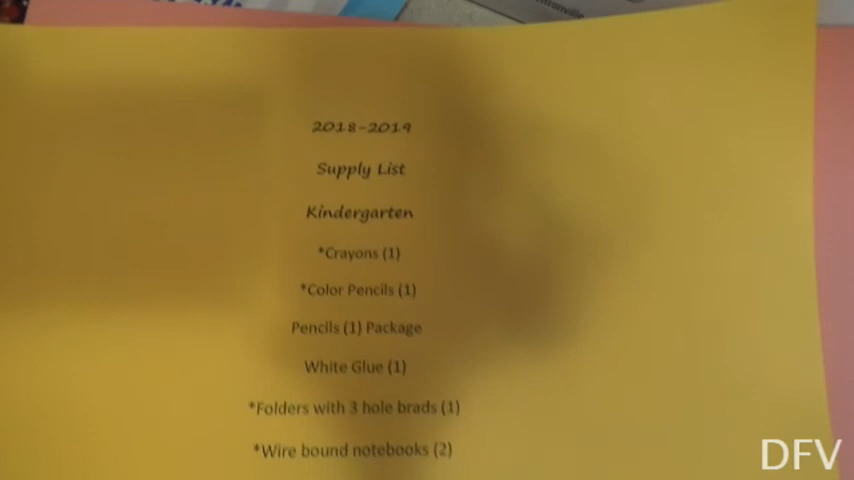 2018-2019
Supply List
Kindergarten
*Crayons (1)
*Color Pencils (1)
Pencils (1) Package
White Glue (1)
*Folders with 3 hole brads (1)
*Wire bound notebooks (2)
DFV